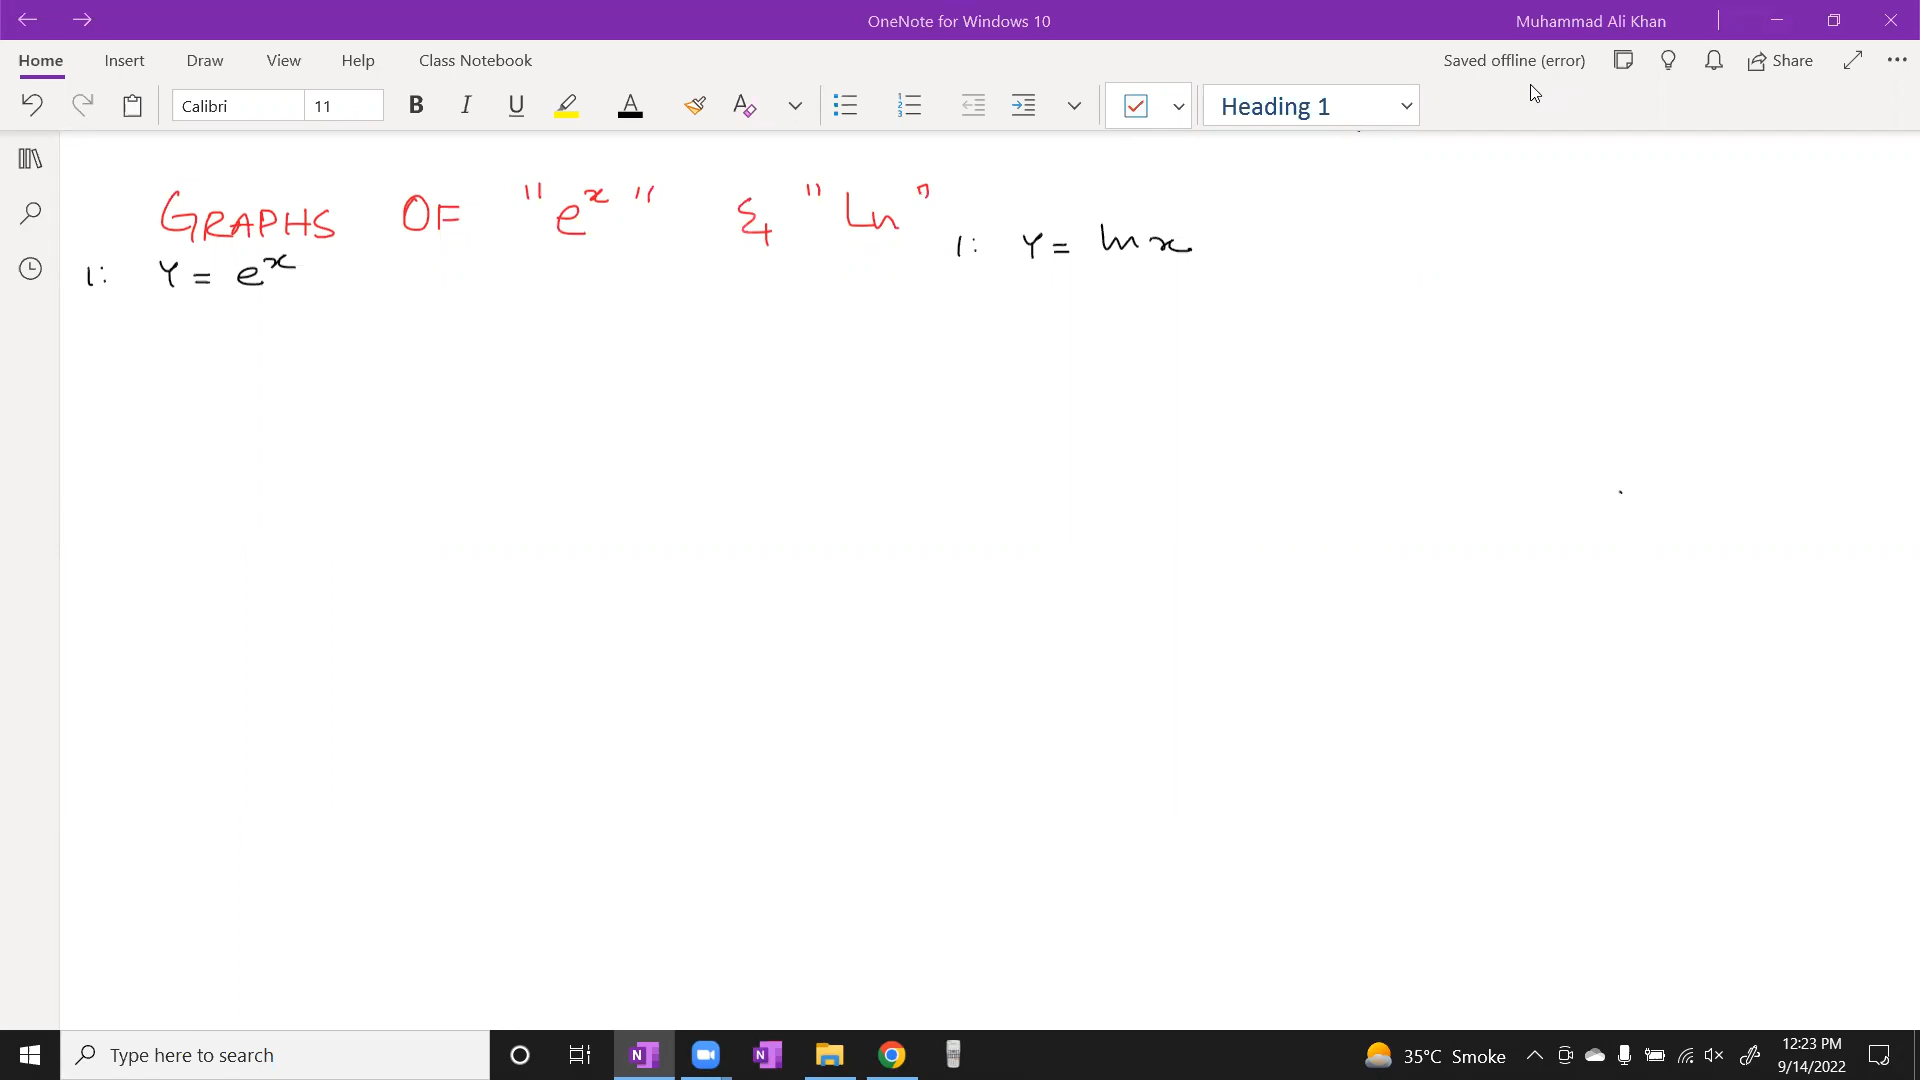 OneNote for Windows 10
Muhammad Ali Khan
Home Insert Draw View Help Class Notebook
Saved offline (error)
Share
Calibri 11 B I U A
Heading 1
GRAPHS OF "e^x" & "Ln"
1: Y = e^x
1: Y = ln x
Type here to search
35°C Smoke
12:23 PM
9/14/2022